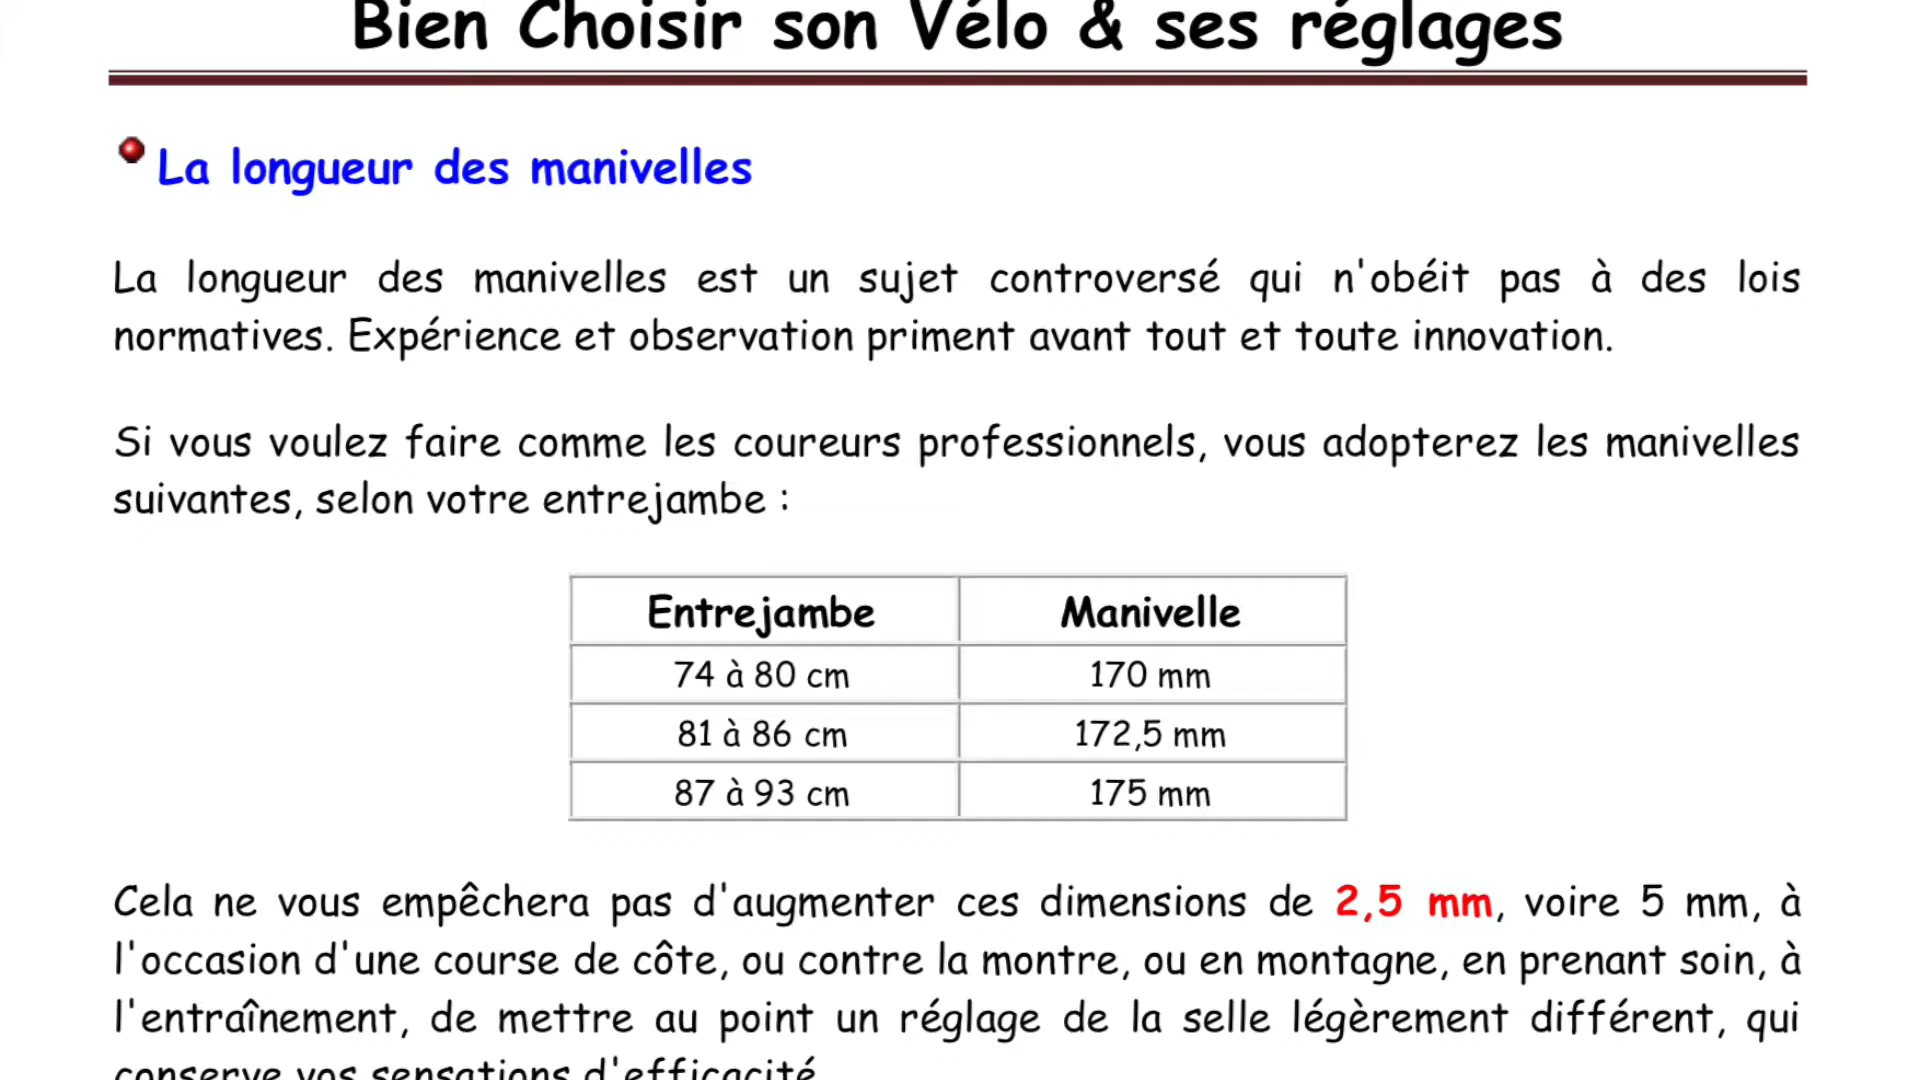 Bien Choisir son Vélo & ses réglages
La longueur des manivelles
La longueur des manivelles est un sujet controversé qui n'obéit pas à des lois
normatives. Expérience et observation priment avant tout et toute innovation.
Si vous voulez faire comme les coureurs professionnels, vous adopterez les manivelles
suivantes, selon votre entrejambe :
Entrejambe Manivelle
74 à 80 cm 170 mm
81 à 86 cm 172,5 mm
87 à 93 cm 175 mm
Cela ne vous empêchera pas d'augmenter ces dimensions de 2,5 mm, voire 5 mm, à
l'occasion d'une course de côte, ou contre la montre, ou en montagne, en prenant soin, à
l'entraînement, de mettre au point un réglage de la selle légèrement différent, qui
conserve vos sensations d'efficacité.